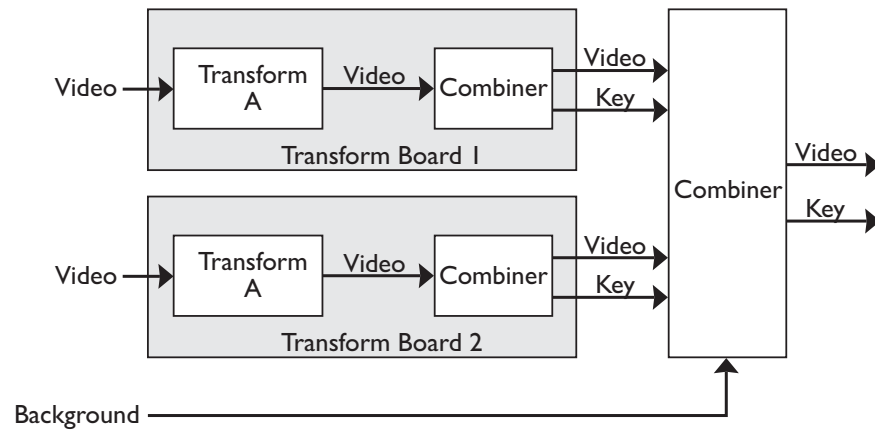 Video
Transform
A
Video
Combiner
Video
Key
Transform Board 1
Video
Transform
A
Video
Combiner
Video
Key
Transform Board 2
Combiner
Video
Key
Background